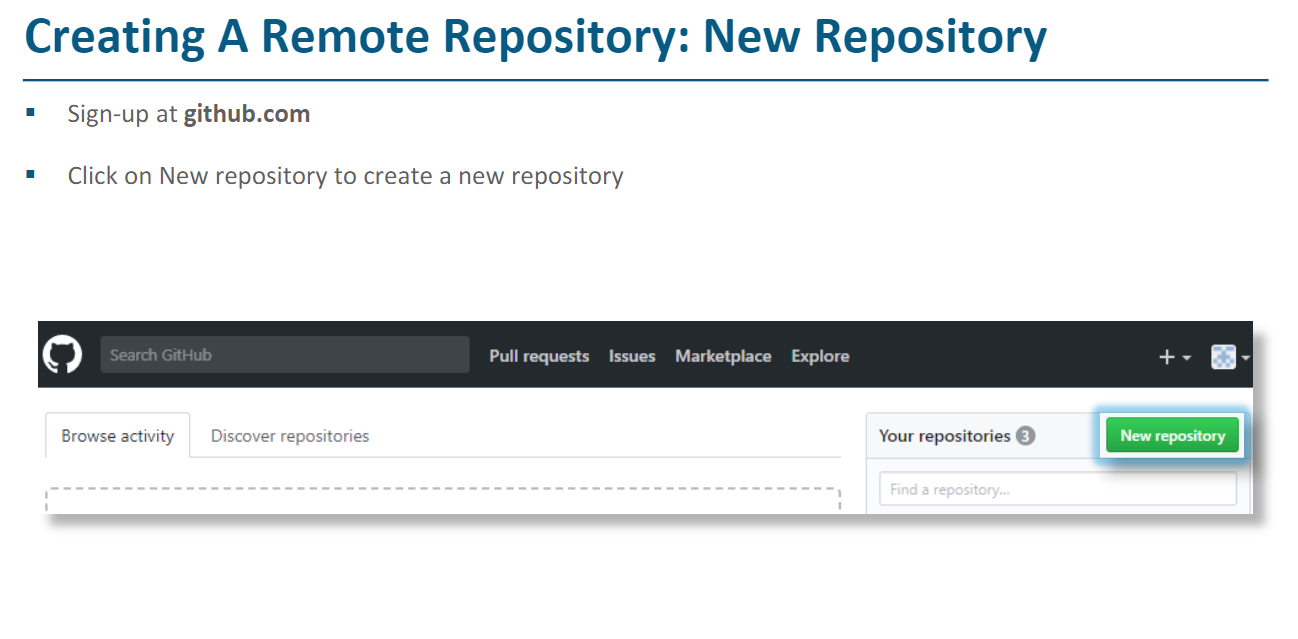 Creating A Remote Repository: New Repository
▪ Sign-up at github.com
▪ Click on New repository to create a new repository
Search GitHub Pull requests Issues Marketplace Explore
Browse activity Discover repositories Your repositories 3 New repository
Find a repository...